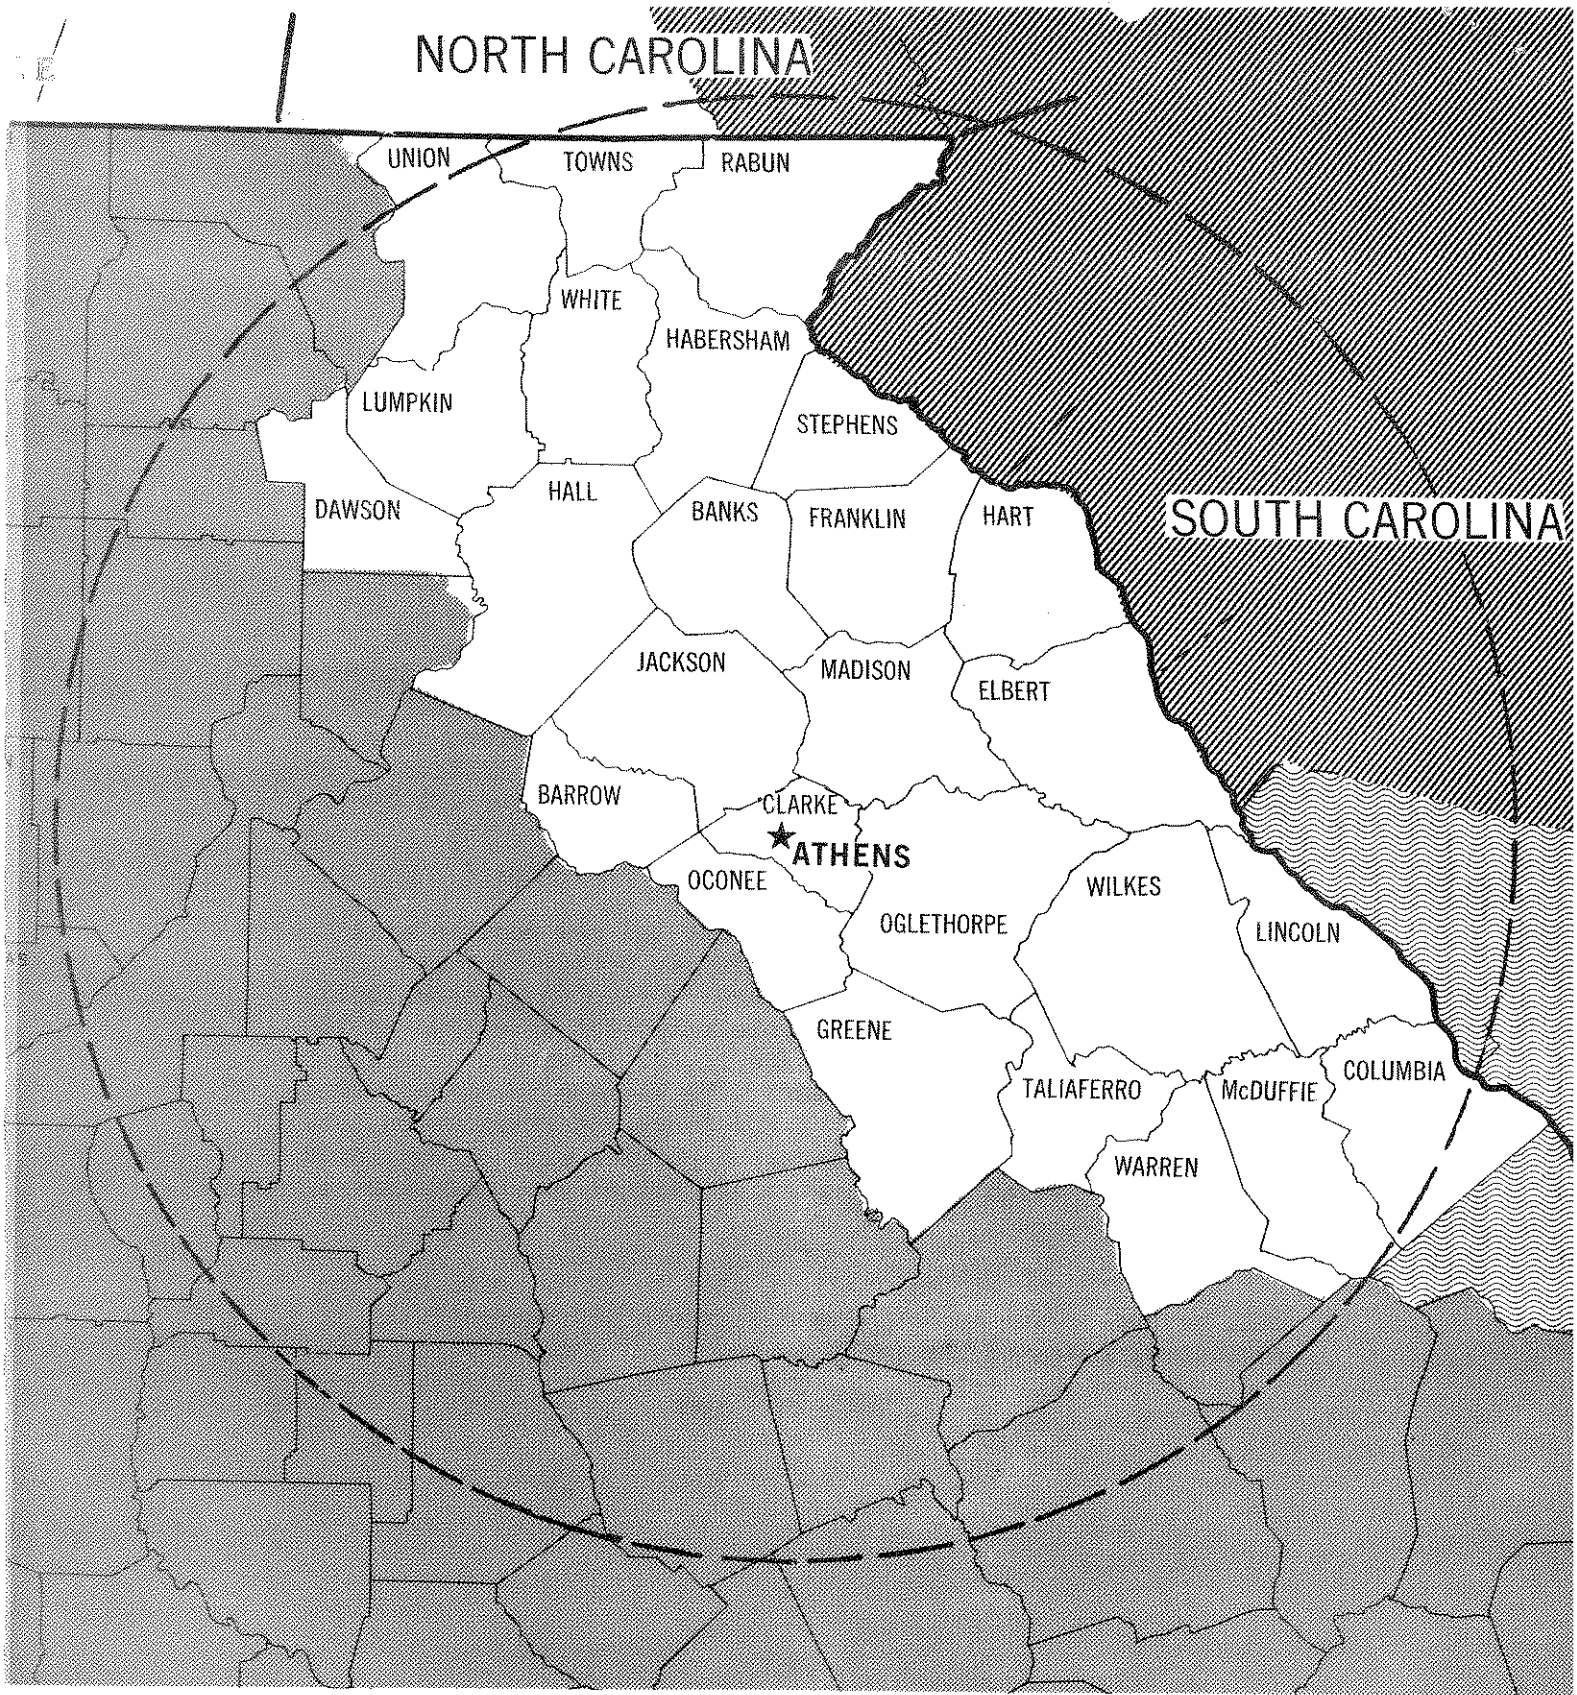 NORTH CAROLINA
UNION
TOWNS
RABUN
WHITE
HABERSHAM
LUMPKIN
STEPHENS
HALL
DAWSON
BANKS
FRANKLIN
HART
SOUTH CAROLINA
JACKSON
MADISON
ELBERT
BARROW
CLARKE
ATHENS
OCONEE
WILKES
OGLETHORPE
LINCOLN
GREENE
TALIAFERRO
McDUFFIE
COLUMBIA
WARREN